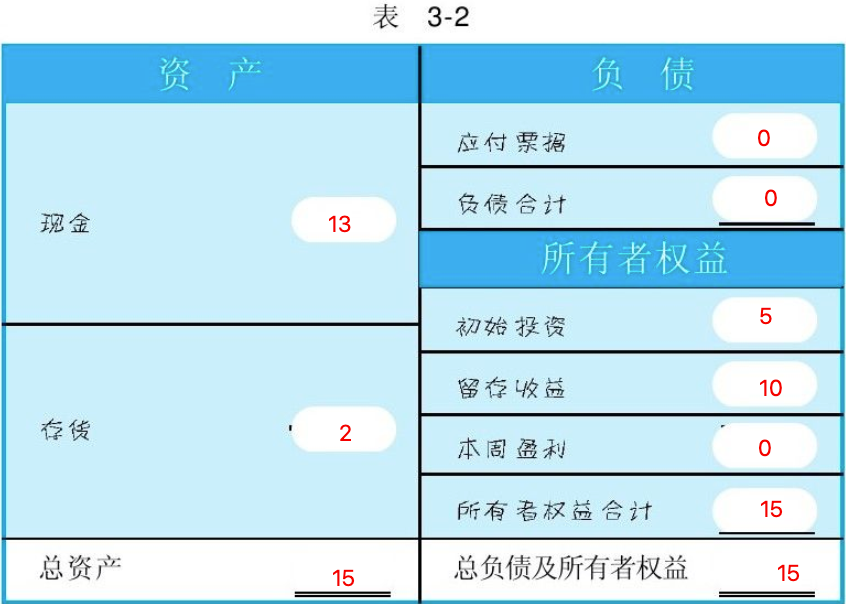 表 3-2
资产
现金 13
存货 2
总资产 15
负债
应付票据 0
负债合计 0
所有者权益
初始投资 5
留存收益 10
本周盈利 0
所有者权益合计 15
总负债及所有者权益 15